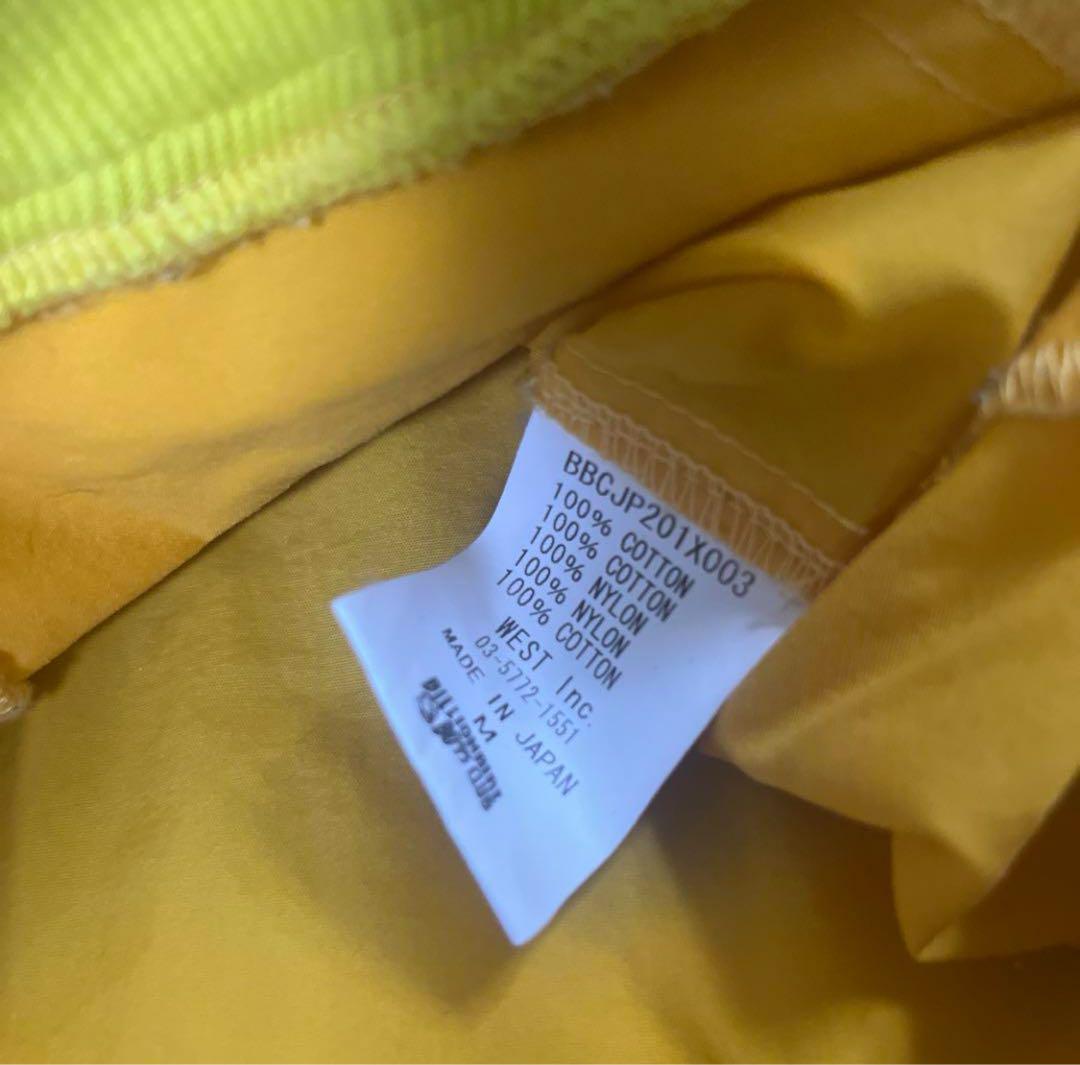 BBCJP201X003
100% COTTON
100% COTTON
100% NYLON
100% NYLON
100% COTTON
WEST Inc.
03-5772-1551
MADE IN JAPAN
M
BILLIONAIRE